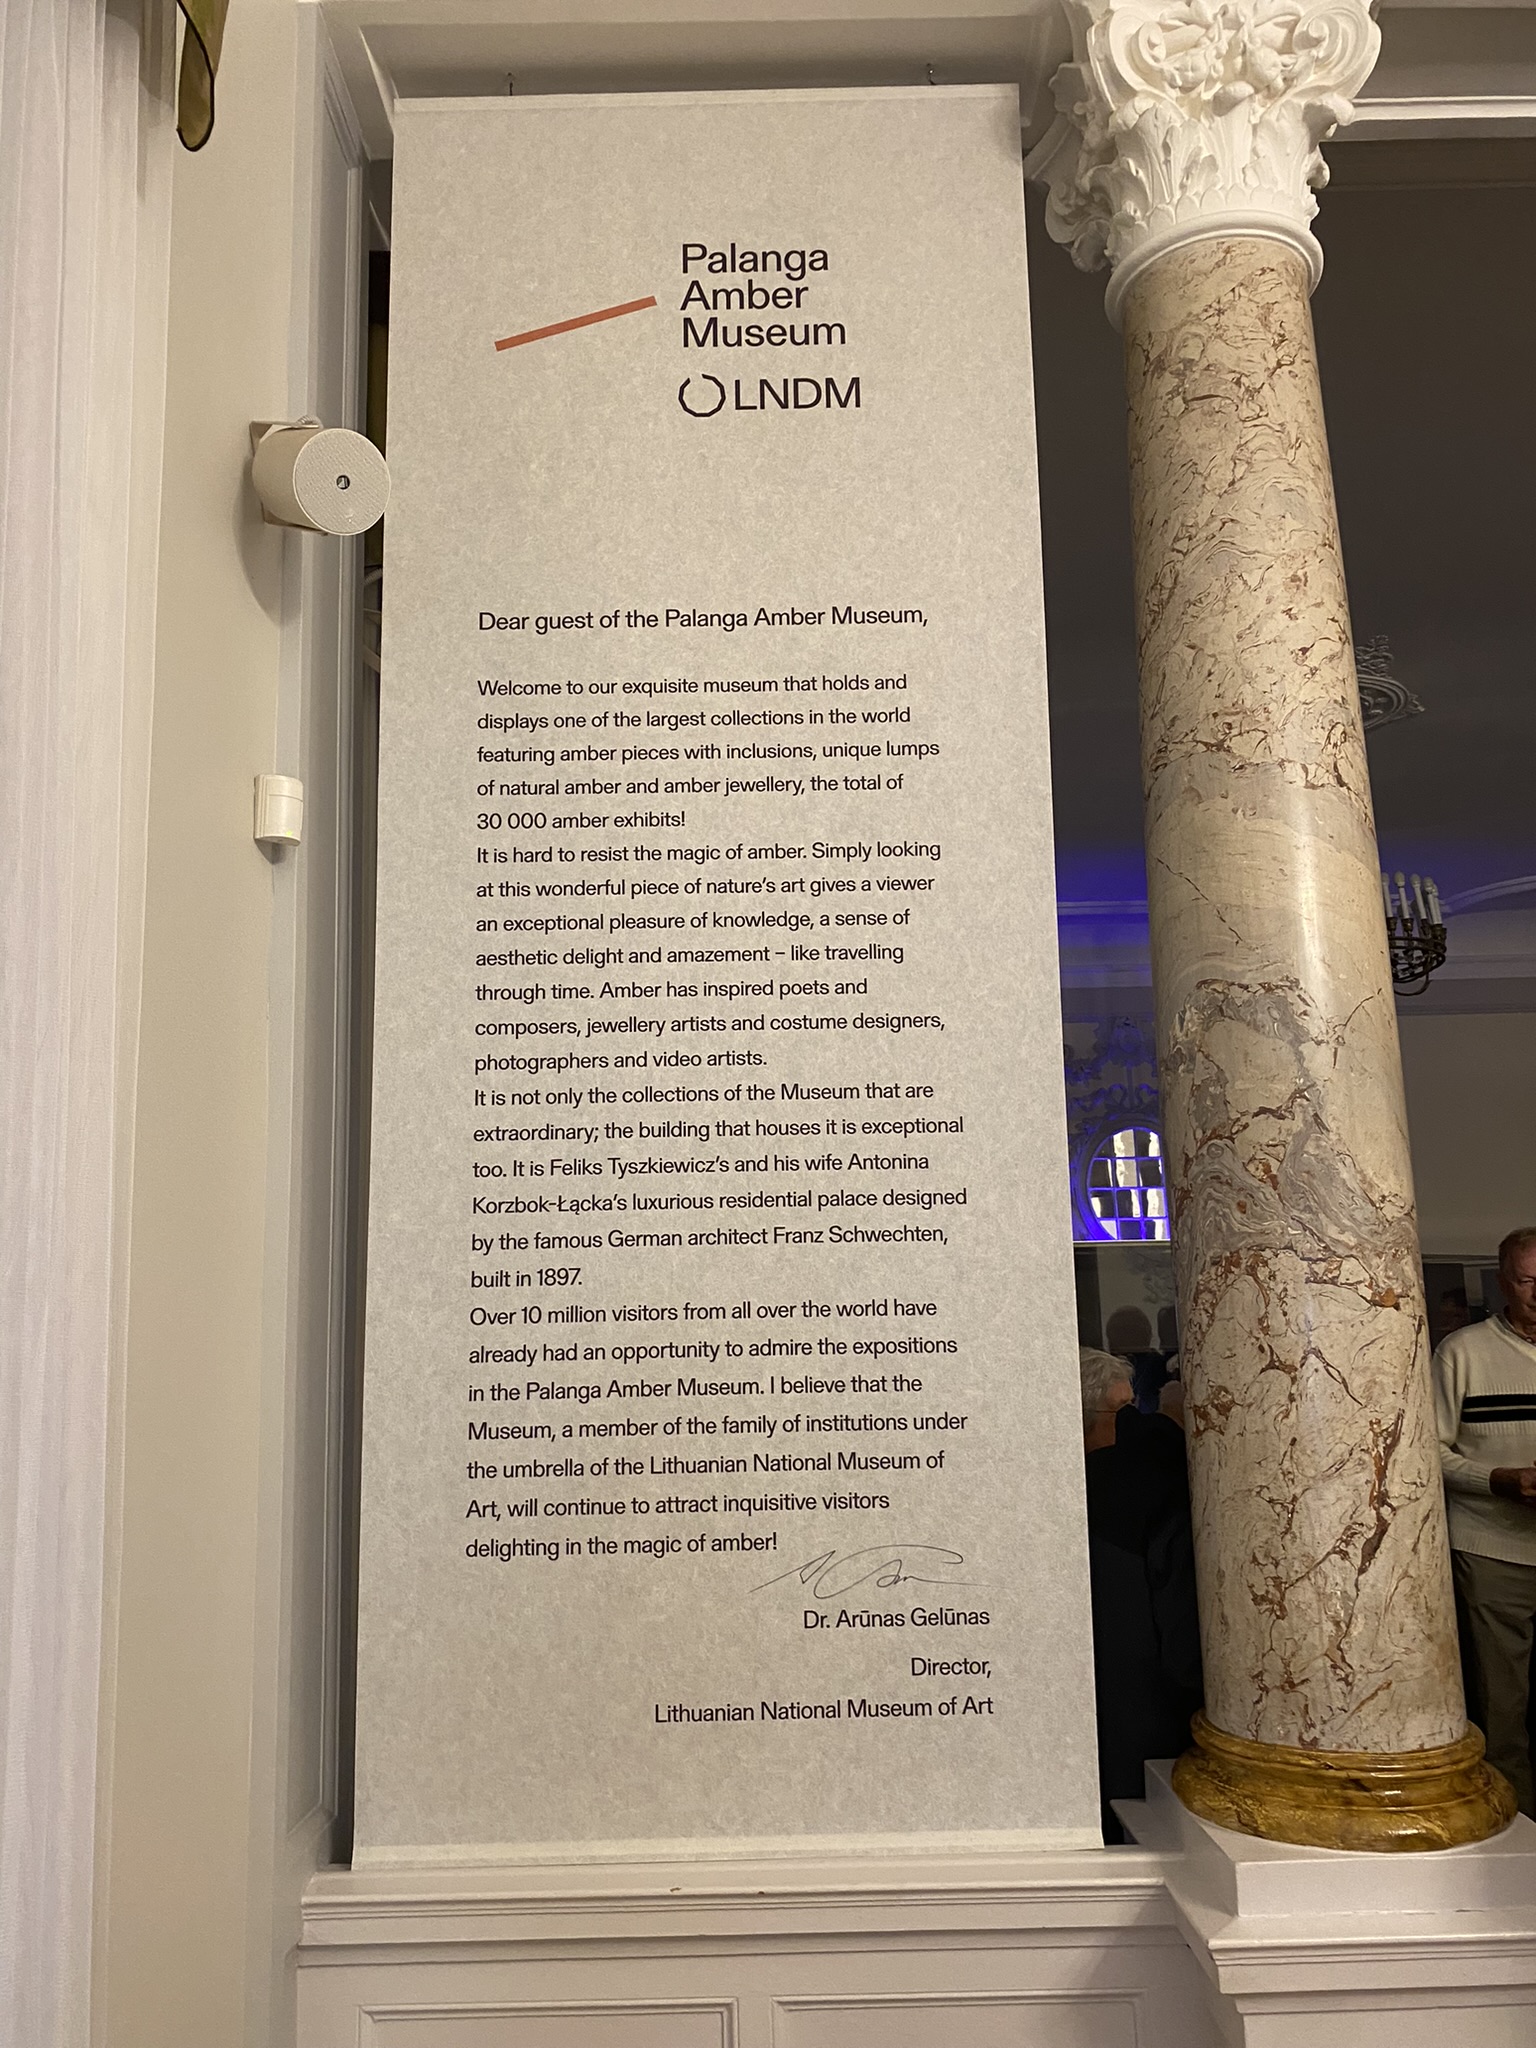 Palanga
Amber
Museum
LNDM
Dear guest of the Palanga Amber Museum,
Welcome to our exquisite museum that holds and
displays one of the largest collections in the world
featuring amber pieces with inclusions, unique lumps
of natural amber and amber jewellery, the total of
30 000 amber exhibits!
It is hard to resist the magic of amber. Simply looking
at this wonderful piece of nature's art gives a viewer
an exceptional pleasure of knowledge, a sense of
aesthetic delight and amazement – like travelling
through time. Amber has inspired poets and
composers, jewellery artists and costume designers,
photographers and video artists.
It is not only the collections of the Museum that are
extraordinary; the building that houses it is exceptional
too. It is Feliks Tyszkiewicz's and his wife Antonina
Korzbok-Łącka's luxurious residential palace designed
by the famous German architect Franz Schwechten,
built in 1897.
Over 10 million visitors from all over the world have
already had an opportunity to admire the expositions
in the Palanga Amber Museum. I believe that the
Museum, a member of the family of institutions under
the umbrella of the Lithuanian National Museum of
Art, will continue to attract inquisitive visitors
delighting in the magic of amber!
Dr. Arūnas Gelūnas
Director,
Lithuanian National Museum of Art